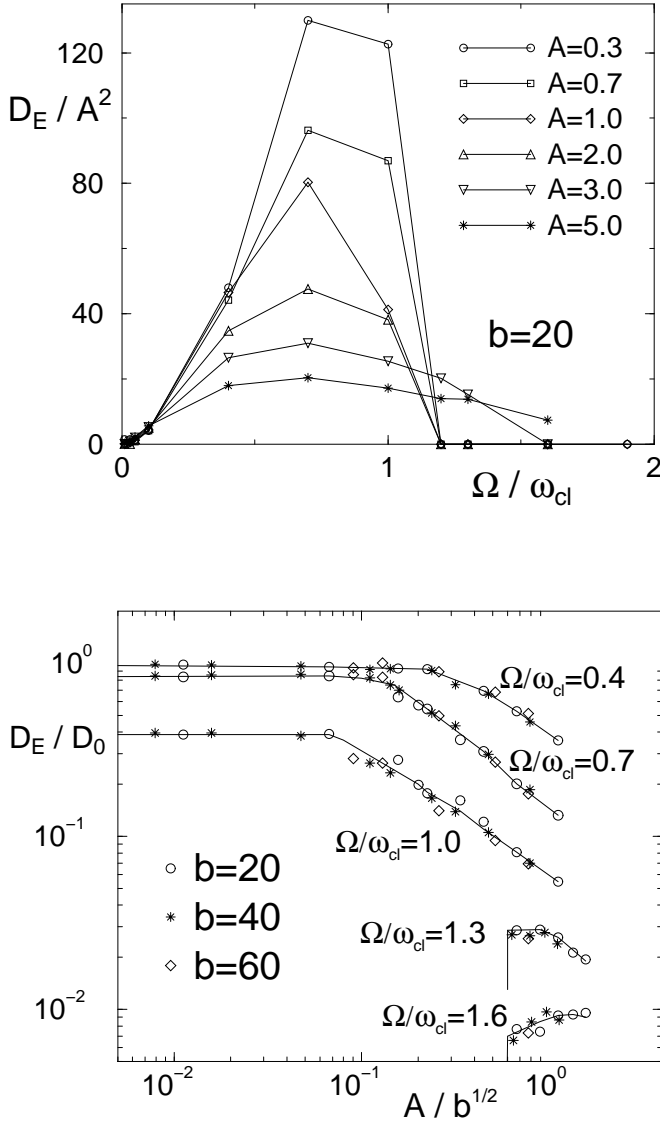 120
80
40
0
D_E / A^2
A=0.3
A=0.7
A=1.0
A=2.0
A=3.0
A=5.0
b=20
0
1
2
Ω / ω_cl
10^0
10^-1
10^-2
D_E / D_0
Ω/ω_cl=0.4
Ω/ω_cl=0.7
Ω/ω_cl=1.0
b=20
b=40
b=60
Ω/ω_cl=1.3
Ω/ω_cl=1.6
10^-2
10^-1
10^0
A / b^1/2